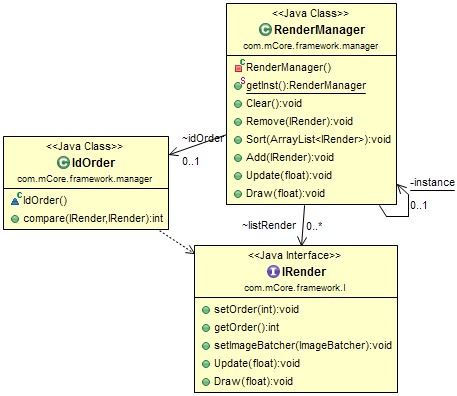 <<Java Class>>
C RenderManager
com.mCore.framework.manager
C RenderManager()
S getInst():RenderManager
Clear():void
Remove(IRender):void
Sort(ArrayList<IRender>):void
Add(IRender):void
Update(float):void
Draw(float):void
~idOrder
0..1
-instance
0..1
<<Java Class>>
C IdOrder
com.mCore.framework.manager
C IdOrder()
compare(IRender,IRender):int
~listRender
0..*
<<Java Interface>>
I IRender
com.mCore.framework.I
setOrder(int):void
getOrder():int
setImageBatcher(ImageBatcher):void
Update(float):void
Draw(float):void